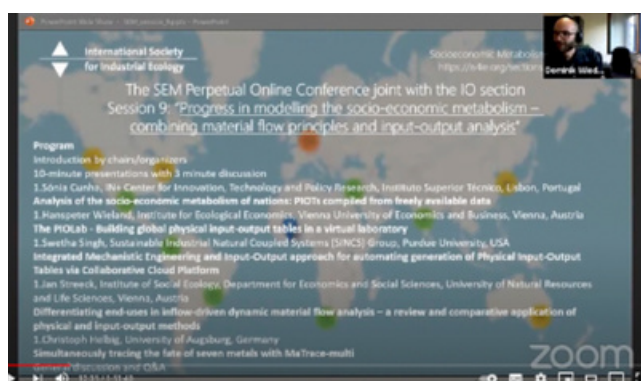 PowerPoint Slide Show - SEM_session_9.pptx - PowerPoint
International Society
for Industrial Ecology
Socioeconomic Metabolism
The SEM Perpetual Online Conference joint with the IO section
Session 9: "Progress in modelling the socio-economic metabolism –
combining material flow principles and input-output analysis"
Dominik Wied...
Program
Introduction by chairs/organizers
10-minute presentations with 3 minute discussion
1.Sónia Cunha, IN+ Center for Innovation, Technology and Policy Research, Instituto Superior Técnico, Lisbon, Portugal
Analysis of the socio-economic metabolism of nations: PIOTs compiled from freely available data
1.Hanspeter Wieland, Institute for Ecological Economics, Vienna University of Economics and Business, Vienna, Austria
The PIOLab - Building global physical input-output tables in a virtual laboratory
1.Swetha Singh, Sustainable Industrial Natural Coupled Systems (SINCS) Group, Purdue University, USA
Integrated Mechanistic Engineering and Input-Output approach for automating generation of Physical Input-Output
Tables via Collaborative Cloud Platform
1.Jan Streeck, Institute of Social Ecology, Department for Economics and Social Sciences, University of Natural Resources
and Life Sciences, Vienna, Austria
Differentiating end-uses in inflow-driven dynamic material flow analysis – a review and comparative application of
physical and input-output methods
1.Christoph Helbig, University of Augsburg, Germany
Simultaneously tracing the fate of seven metals with MaTrace-multi
General discussion and Q&A
zoom